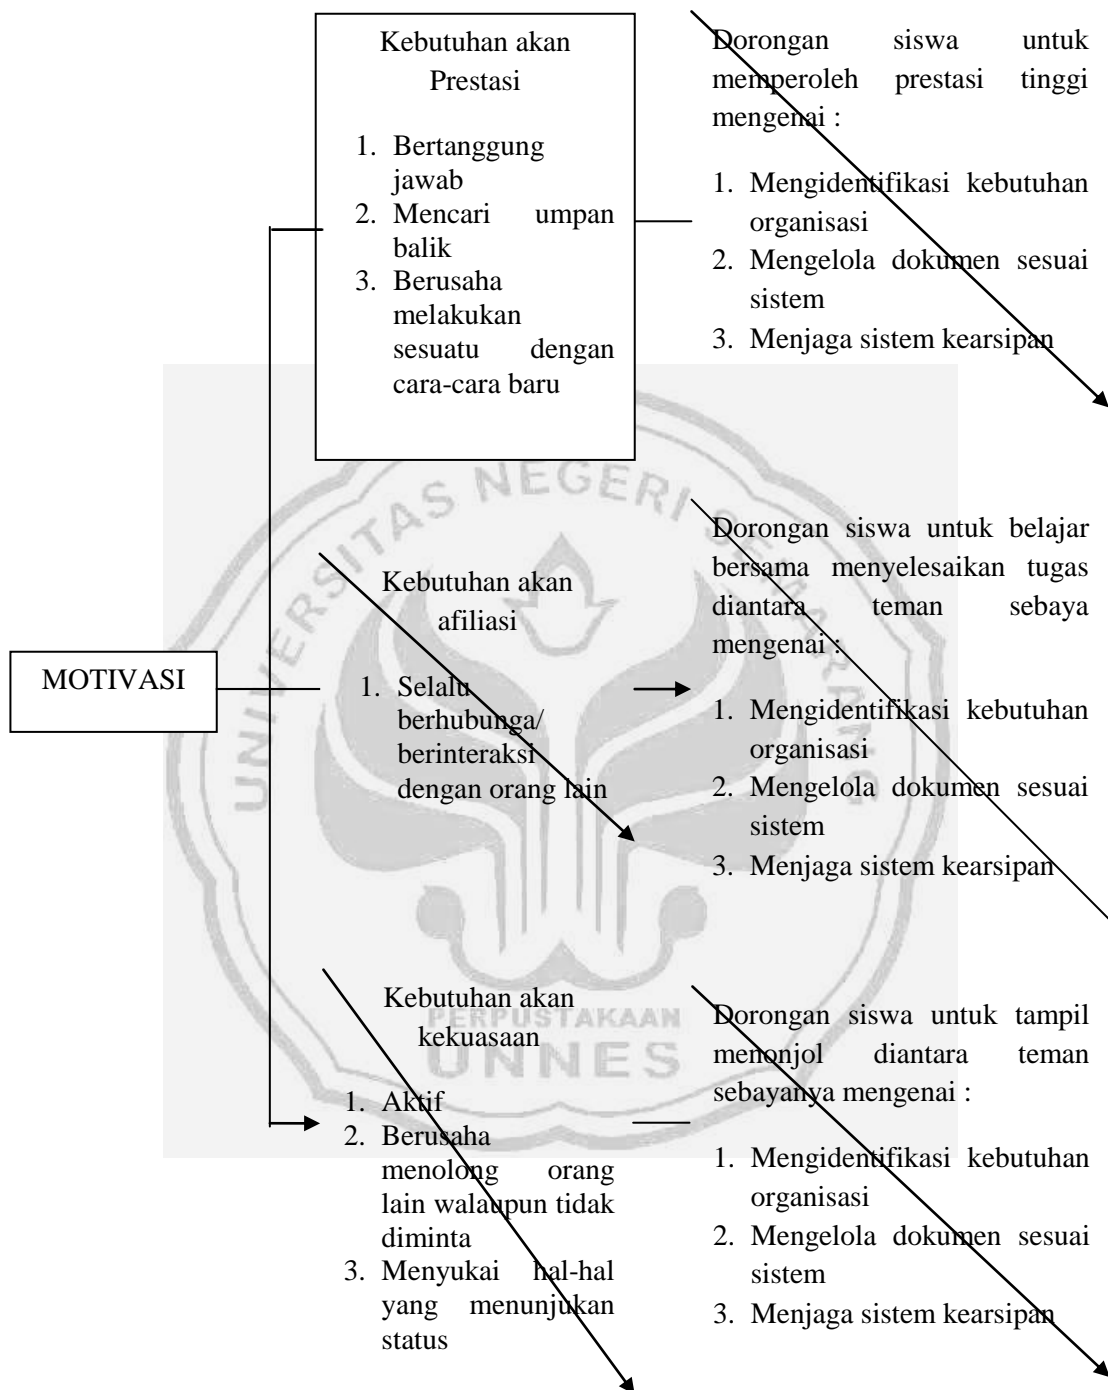 Kebutuhan akan
Prestasi
1. Bertanggung
jawab
2. Mencari umpan
balik
3. Berusaha
melakukan
sesuatu dengan
cara-cara baru
Dorongan siswa untuk
memperoleh prestasi tinggi
mengenai :
1. Mengidentifikasi kebutuhan
organisasi
2. Mengelola dokumen sesuai
sistem
3. Menjaga sistem kearsipan
MOTIVASI
Kebutuhan akan
afiliasi
1. Selalu
berhubunga/
berinteraksi
dengan orang lain
Dorongan siswa untuk belajar
bersama menyelesaikan tugas
diantara teman sebaya
mengenai :
1. Mengidentifikasi kebutuhan
organisasi
2. Mengelola dokumen sesuai
sistem
3. Menjaga sistem kearsipan
Kebutuhan akan
kekuasaan
1. Aktif
2. Berusaha
menolong orang
lain walaupun tidak
diminta
3. Menyukai hal-hal
yang menunjukan
status
Dorongan siswa untuk tampil
menonjol diantara teman
sebayanya mengenai :
1. Mengidentifikasi kebutuhan
organisasi
2. Mengelola dokumen sesuai
sistem
3. Menjaga sistem kearsipan
UNIVERSITAS NEGERI SEMARANG
PERPUSTAKAAN
UNNES